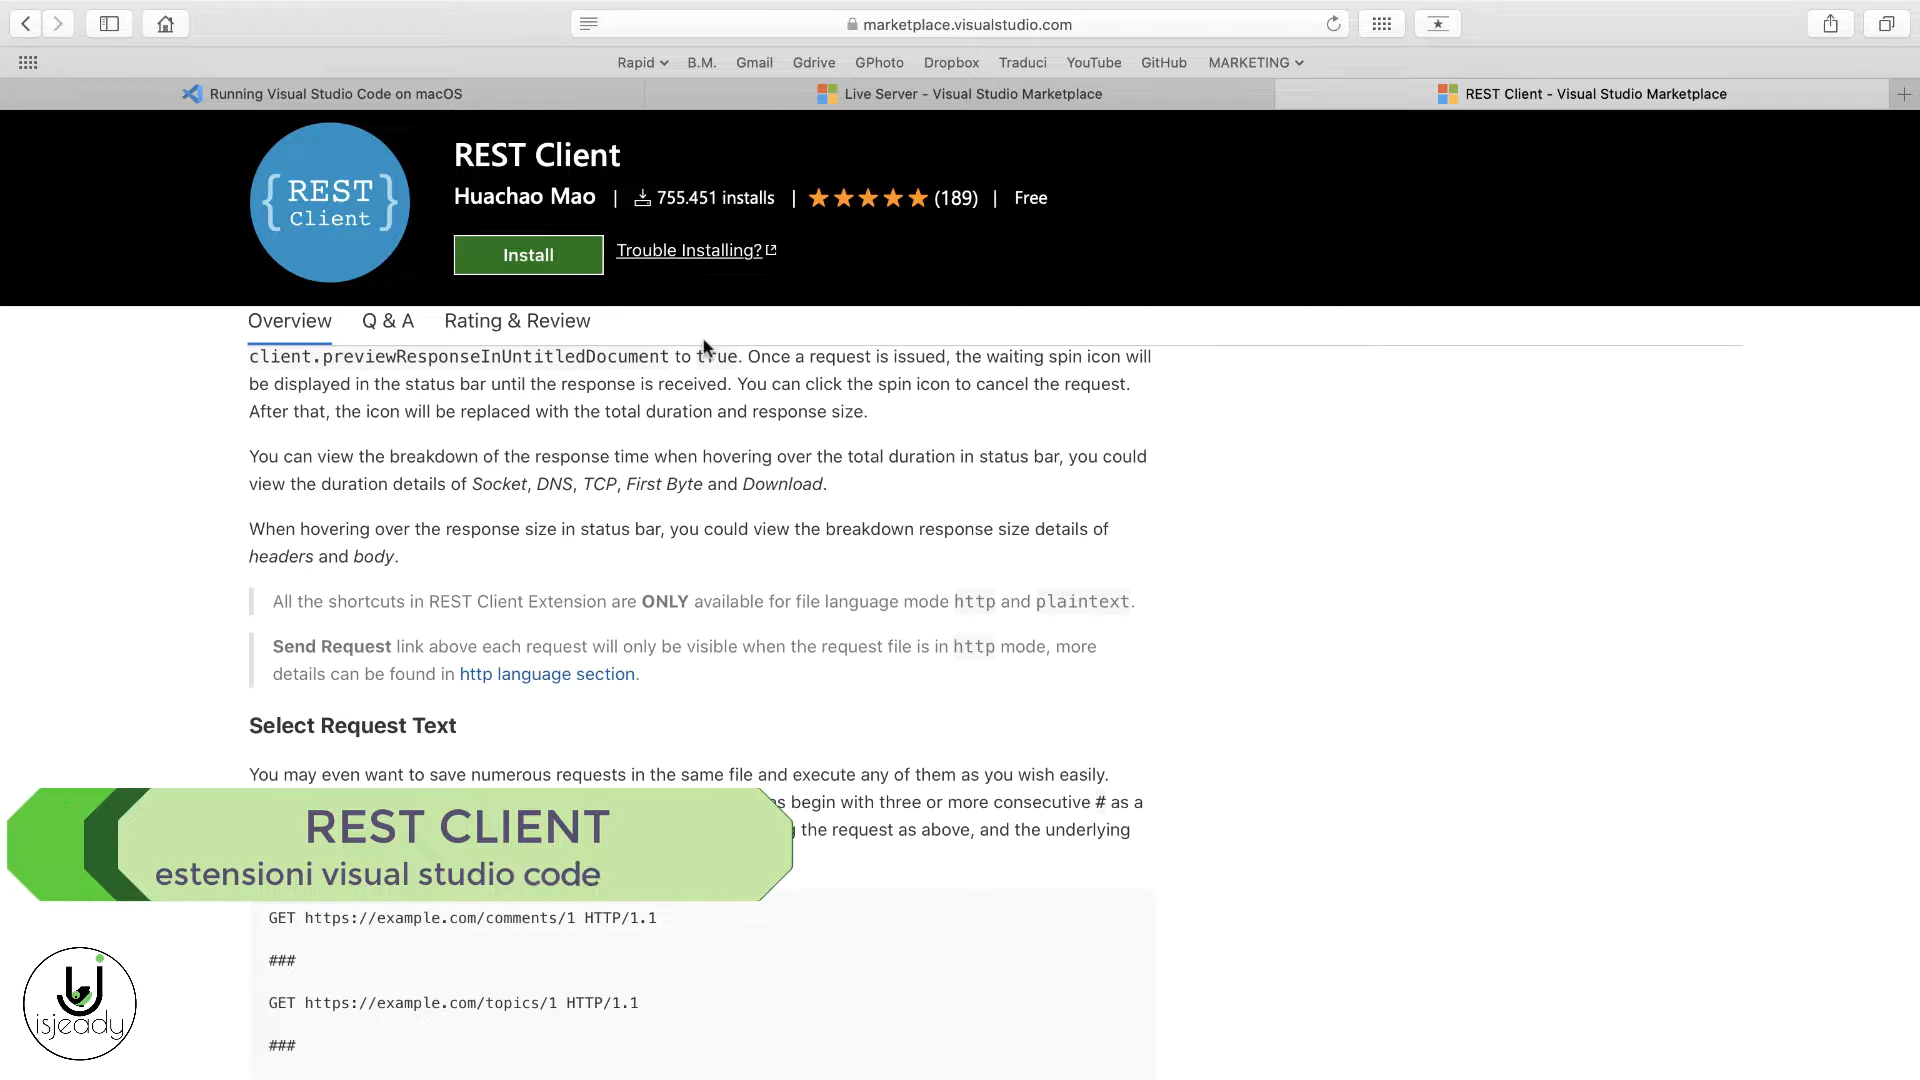 marketplace.visualstudio.com
Rapid B.M. Gmail Gdrive GPhoto Dropbox Traduci YouTube GitHub MARKETING
Running Visual Studio Code on macOS
Live Server - Visual Studio Marketplace
REST Client - Visual Studio Marketplace
{REST
Client}
REST Client
Huachao Mao | 755.451 installs | (189) | Free
Install
Trouble Installing?
Overview Q & A Rating & Review
client.previewResponseInUntitledDocument to true. Once a request is issued, the waiting spin icon will
be displayed in the status bar until the response is received. You can click the spin icon to cancel the request.
After that, the icon will be replaced with the total duration and response size.
You can view the breakdown of the response time when hovering over the total duration in status bar, you could
view the duration details of Socket, DNS, TCP, First Byte and Download.
When hovering over the response size in status bar, you could view the breakdown response size details of
headers and body.
All the shortcuts in REST Client Extension are ONLY available for file language mode http and plaintext.
Send Request link above each request will only be visible when the request file is in http mode, more
details can be found in http language section.
Select Request Text
You may even want to save numerous requests in the same file and execute any of them as you wish easily.
begin with three or more consecutive # as a
the request as above, and the underlying
REST CLIENT
estensioni visual studio code
GET https://example.com/comments/1 HTTP/1.1
###
GET https://example.com/topics/1 HTTP/1.1
###
isjeady